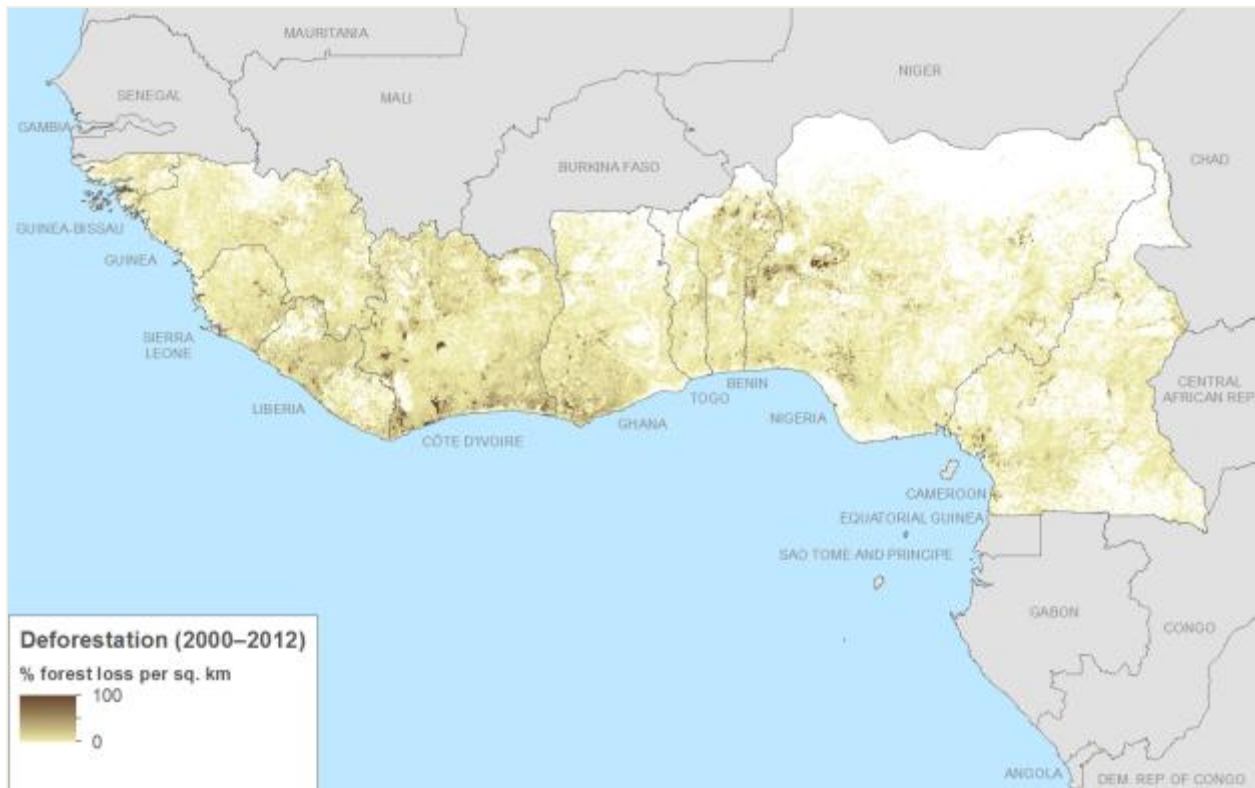 MAURITANIA
NIGER
SENEGAL
MALI
GAMBIA
CHAD
BURKINA FASO
GUINEA-BISSAU
GUINEA
SIERRA
LEONE
LIBERIA
CÔTE D'IVOIRE
GHANA
TOGO
BENIN
NIGERIA
CENTRAL
AFRICAN REP
CAMEROON
EQUATORIAL GUINEA
SAO TOME AND PRINCIPE
GABON
CONGO
ANGOLA
DEM. REP. OF CONGO
Deforestation (2000–2012)
% forest loss per sq. km
100
0